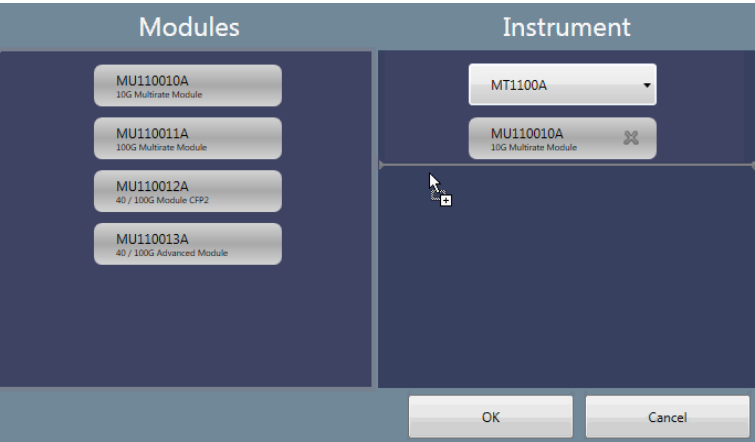 Modules
Instrument
MU110010A
10G Multirate Module
MU110011A
100G Multirate Module
MU110012A
40 / 100G Module CFP2
MU110013A
40 / 100G Advanced Module
MT1100A
MU110010A
10G Multirate Module
OK
Cancel